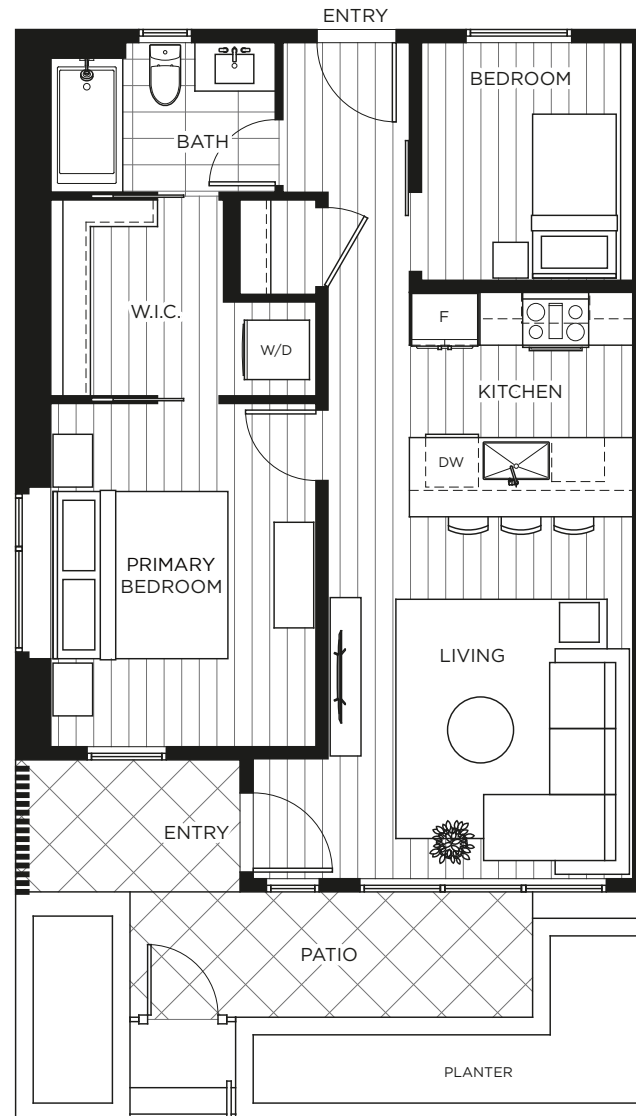 ENTRY
BEDROOM
BATH
W.I.C.
F
W/D
KITCHEN
DW
PRIMARY
BEDROOM
LIVING
ENTRY
PATIO
PLANTER